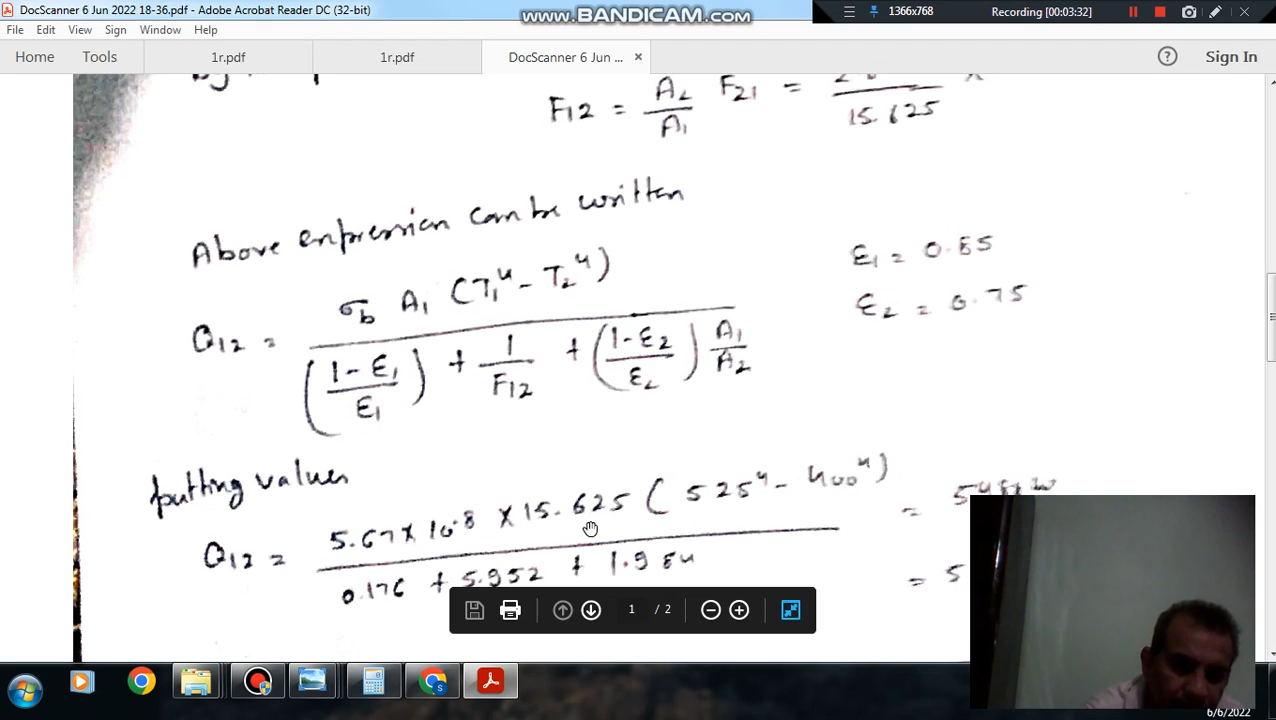 DocScanner 6 Jun 2022 18-36.pdf - Adobe Acrobat Reader DC (32-bit)
www.BANDICAM.com
1366x768
Recording [00:03:32]
File Edit View Sign Window Help
Home Tools 1r.pdf 1r.pdf DocScanner 6 Jun ... × Sign In
F12 = A2/A1 F21 = /15.625 ×
Above expression can be written
Q12 = σb A1 (T1⁴ - T2⁴) / ((1-ε1)/ε1) + 1/F12 + ((1-ε2)/ε2) A1/A2
ε1 = 0.85
ε2 = 0.75
putting values
Q12 = 5.67×10⁻⁸ × 15.625 (525⁴ - 400⁴) / 0.176 + 5.952 + 1.984 =
= 5
1 / 2
6/6/2022